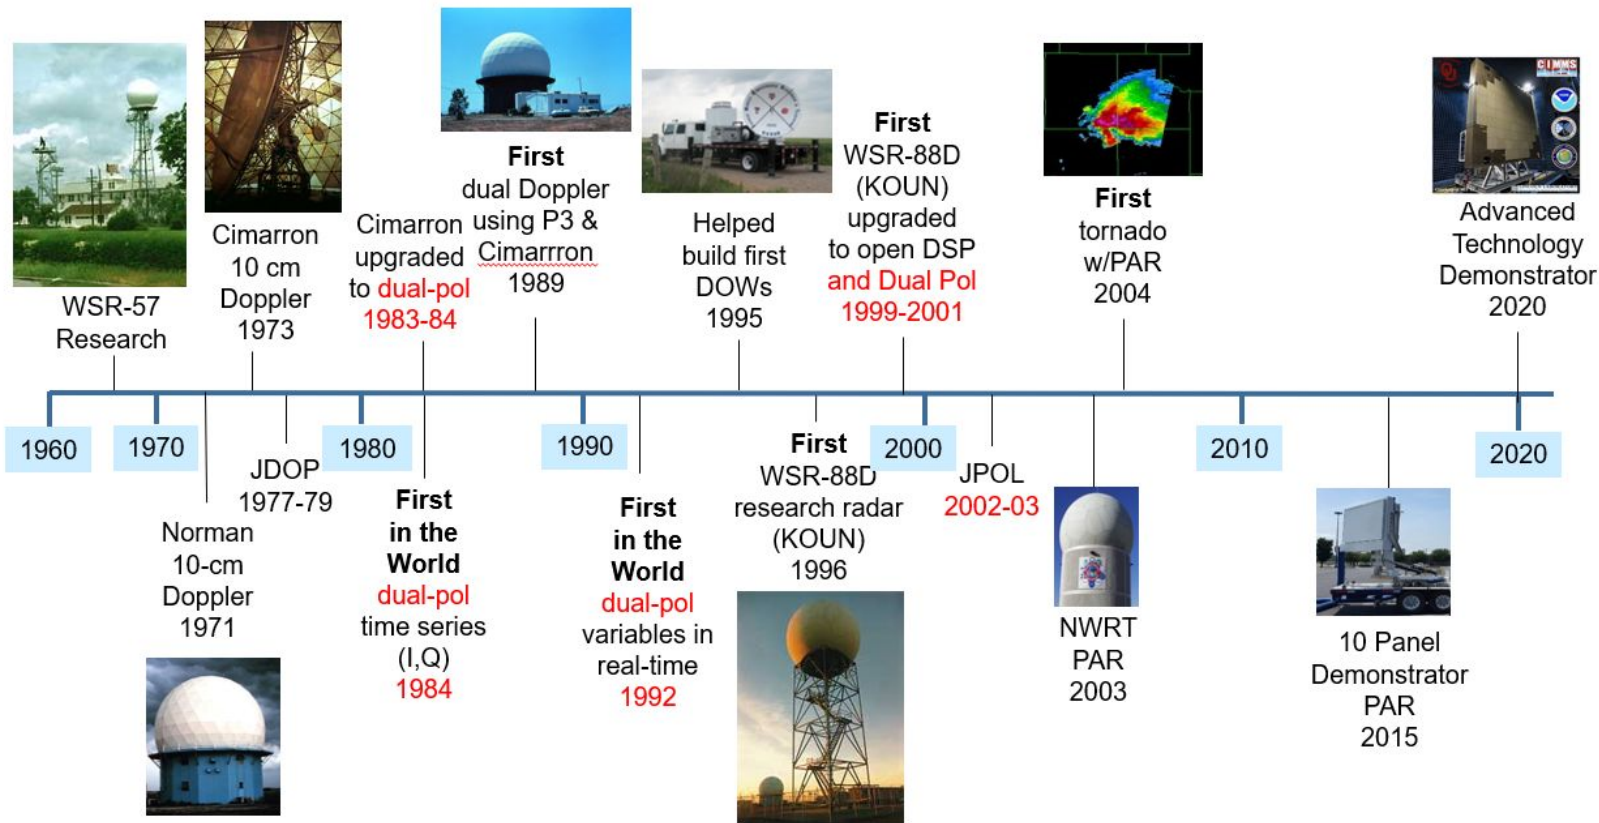 WSR-57
Research
Cimarron
10 cm
Doppler
1973
Cimarron
upgraded
to dual-pol
1983-84
First
dual Doppler
using P3 &
Cimarrron
1989
Helped
build first
DOWs
1995
First
WSR-88D
(KOUN)
upgraded
to open DSP
and Dual Pol
1999-2001
First
tornado
w/PAR
2004
CIMMS
Advanced
Technology
Demonstrator
2020
1960
1970
1980
1990
2000
2010
2020
Norman
10-cm
Doppler
1971
JDOP
1977-79
First
in the
World
dual-pol
time series
(I,Q)
1984
First
in the
World
dual-pol
variables in
real-time
1992
First
WSR-88D
research radar
(KOUN)
1996
JPOL
2002-03
NWRT
PAR
2003
10 Panel
Demonstrator
PAR
2015